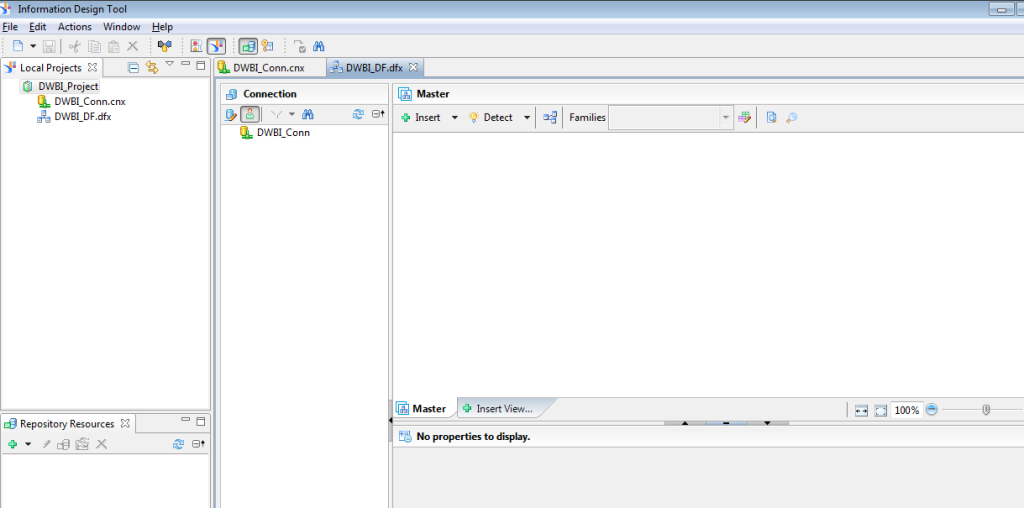 Information Design Tool
File Edit Actions Window Help
Local Projects
DWBI_Project
DWBI_Conn.cnx
DWBI_DF.dfx
Repository Resources
DWBI_Conn.cnx
DWBI_DF.dfx
Connection
DWBI_Conn
Master
Insert Detect Families
Master Insert View... 100%
No properties to display.